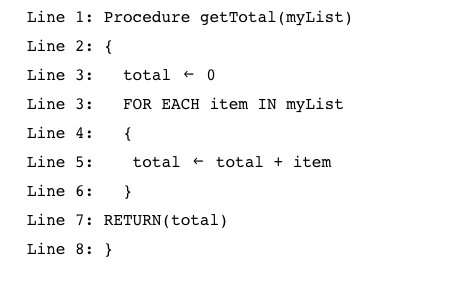 Line 1: Procedure getTotal(myList)
Line 2: {
Line 3:   total ← 0
Line 3:   FOR EACH item IN myList
Line 4:   {
Line 5:    total ← total + item
Line 6:   }
Line 7: RETURN(total)
Line 8: }